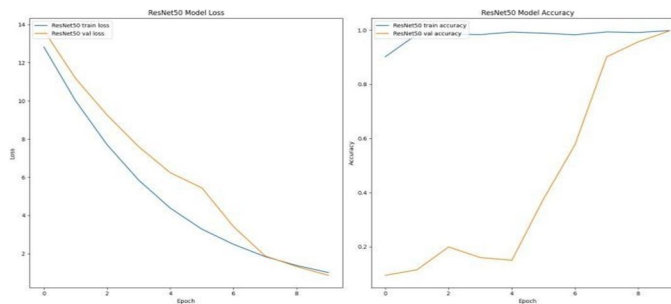 ResNet50 Model Loss
ResNet50 train loss
ResNet50 val loss
14
12
10
8
6
4
2
0
2
4
6
8
Loss
Epoch
ResNet50 Model Accuracy
ResNet50 train accuracy
ResNet50 val accuracy
1.0
0.8
0.6
0.4
0.2
0
2
4
6
8
Accuracy
Epoch